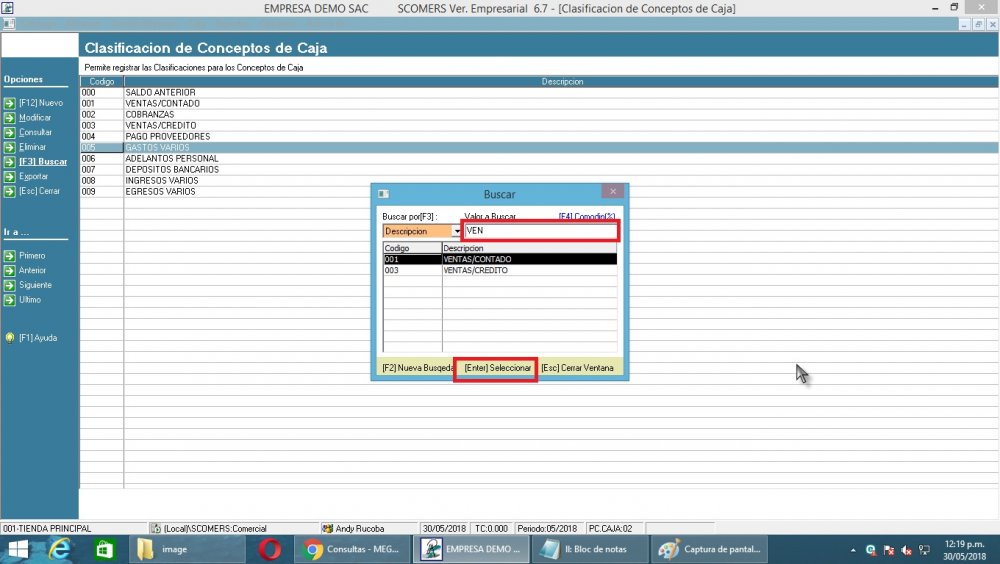 EMPRESA DEMO SAC SCOMERS Ver. Empresarial 6.7 - [Clasificacion de Conceptos de Caja]
Clasificacion de Conceptos de Caja
Permite registrar las Clasificaciones para los Conceptos de Caja
Opciones
[F12] Nuevo
Modificar
Consultar
Eliminar
[F3] Buscar
Exportar
[Esc] Cerrar
Ir a ...
Primero
Anterior
Siguiente
Ultimo
[F1] Ayuda
Codigo Descripcion
000 SALDO ANTERIOR
001 VENTAS/CONTADO
002 COBRANZAS
003 VENTAS/CREDITO
004 PAGO PROVEEDORES
005 GASTOS VARIOS
006 ADELANTOS PERSONAL
007 DEPOSITOS BANCARIOS
008 INGRESOS VARIOS
009 EGRESOS VARIOS
Buscar
Buscar por[F3] : Valor a Buscar [F4] Comodin(%)
Descripcion VEN
Codigo Descripcion
001 VENTAS/CONTADO
003 VENTAS/CREDITO
[F2] Nueva Busqeda [Enter] Seleccionar [Esc] Cerrar Ventana
001-TIENDA PRINCIPAL (Local)\SCOMERS:Comercial Andy Rucoba 30/05/2018 TC:0.000 Periodo:05/2018 PC.CAJA:02
image Consultas - MEG... EMPRESA DEMO ... II: Bloc de notas Captura de pantal... 12:19 p.m.
30/05/2018